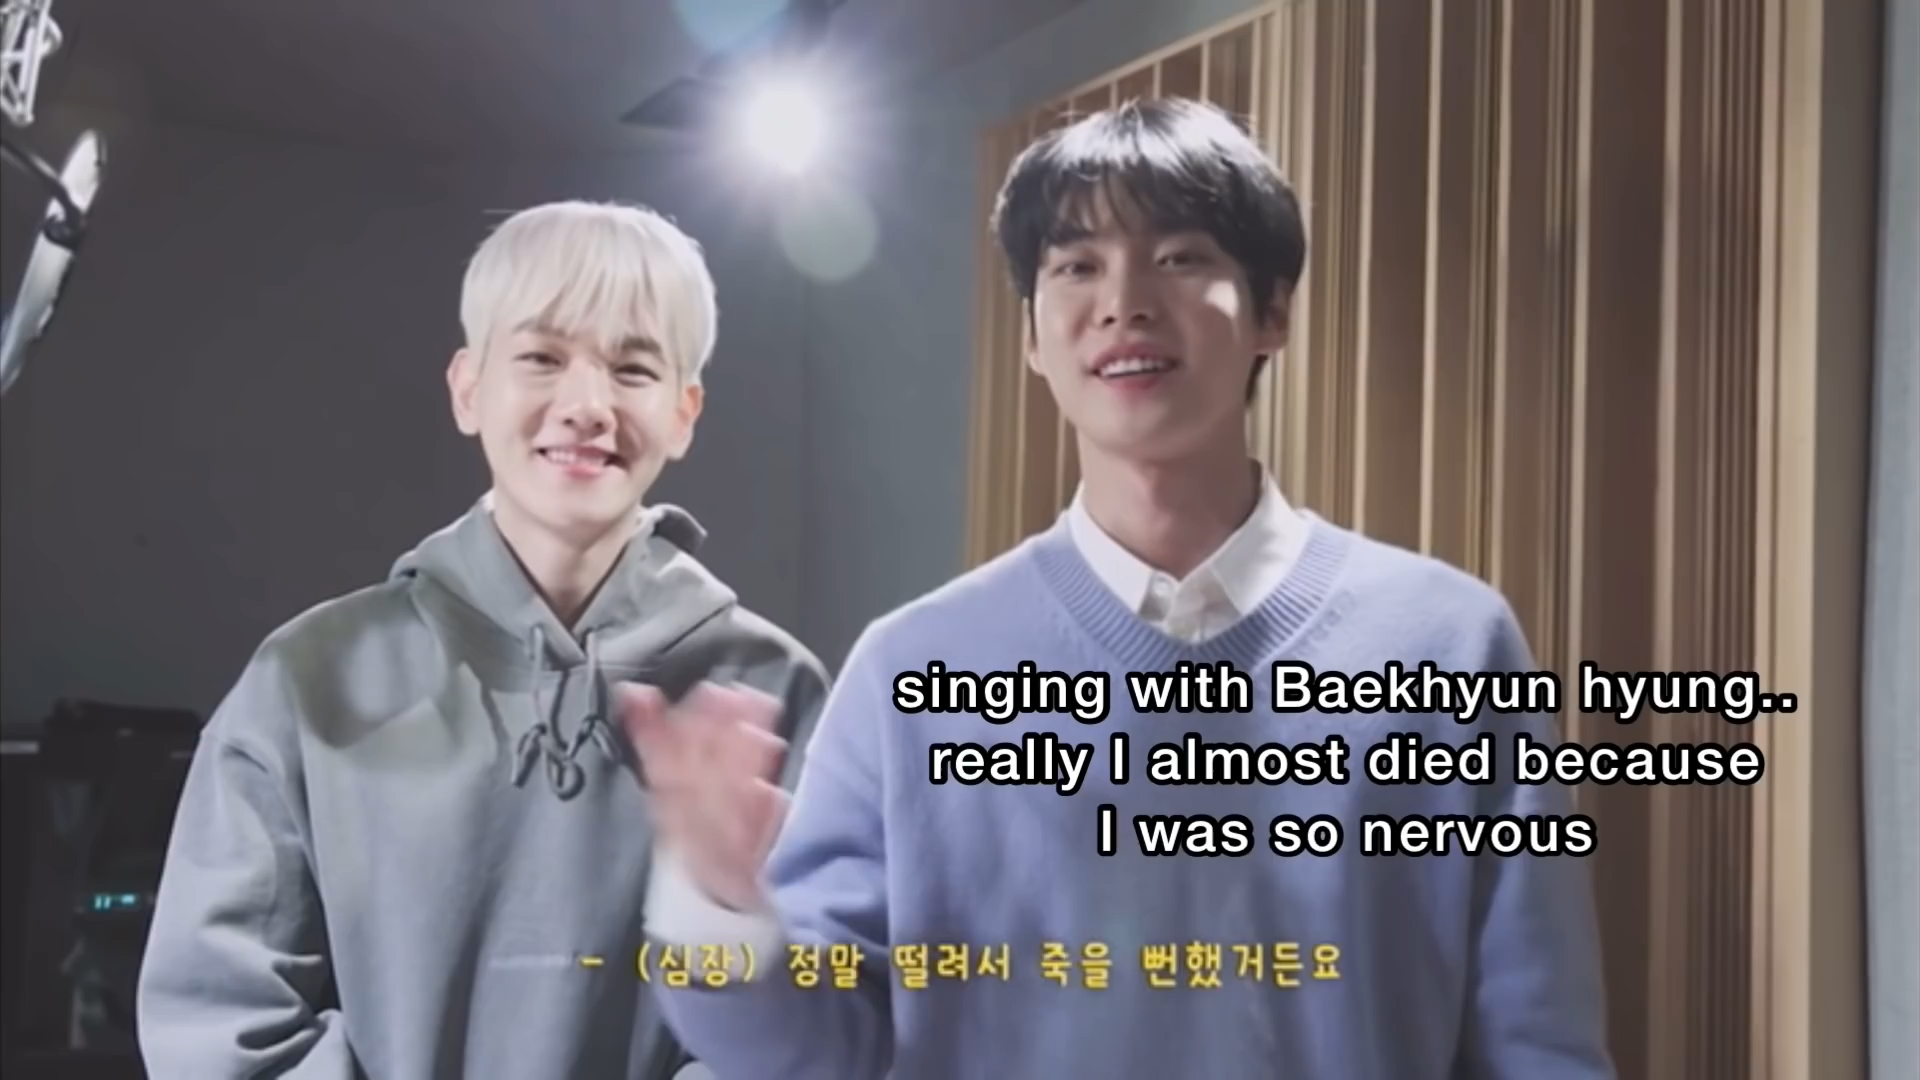 singing with Baekhyun hyung..
really I almost died because
I was so nervous
- (심장) 정말 떨려서 죽을 뻔했거든요